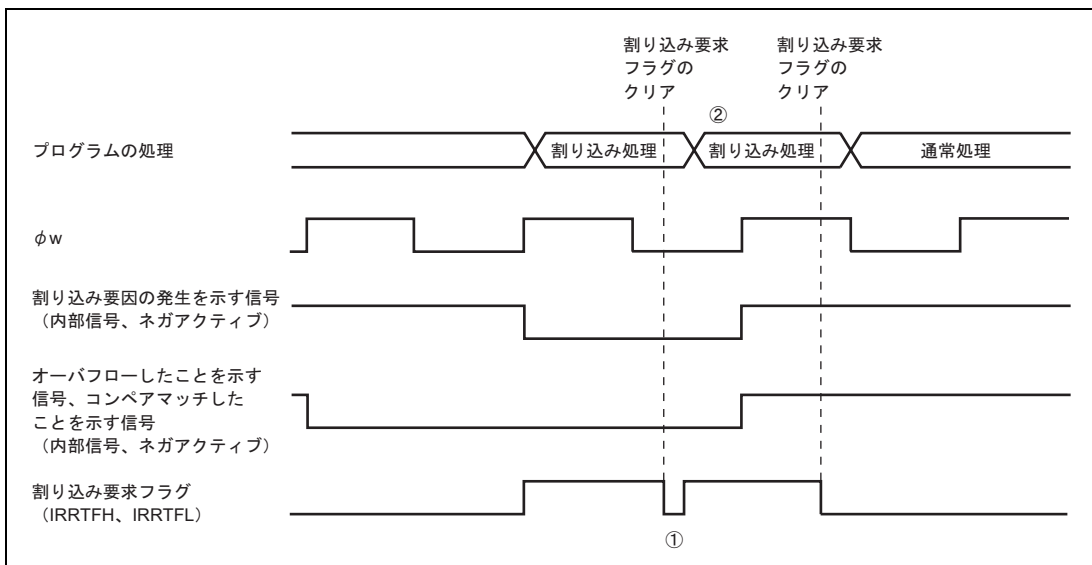 割り込み要求
フラグの
クリア
割り込み要求
フラグの
クリア
②
プログラムの処理
割り込み処理
割り込み処理
通常処理
φw
割り込み要因の発生を示す信号
（内部信号、ネガアクティブ）
オーバフローしたことを示す
信号、コンペアマッチした
ことを示す信号
（内部信号、ネガアクティブ）
割り込み要求フラグ
（IRRTFH、IRRTFL）
①